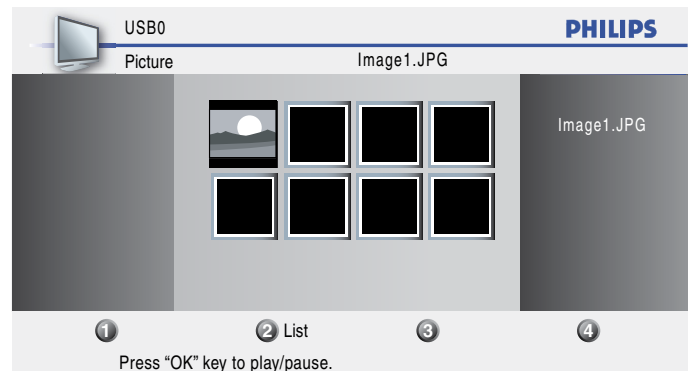 USB0
PHILIPS
Picture
Image1.JPG
Image1.JPG
1
2 List
3
4
Press “OK” key to play/pause.